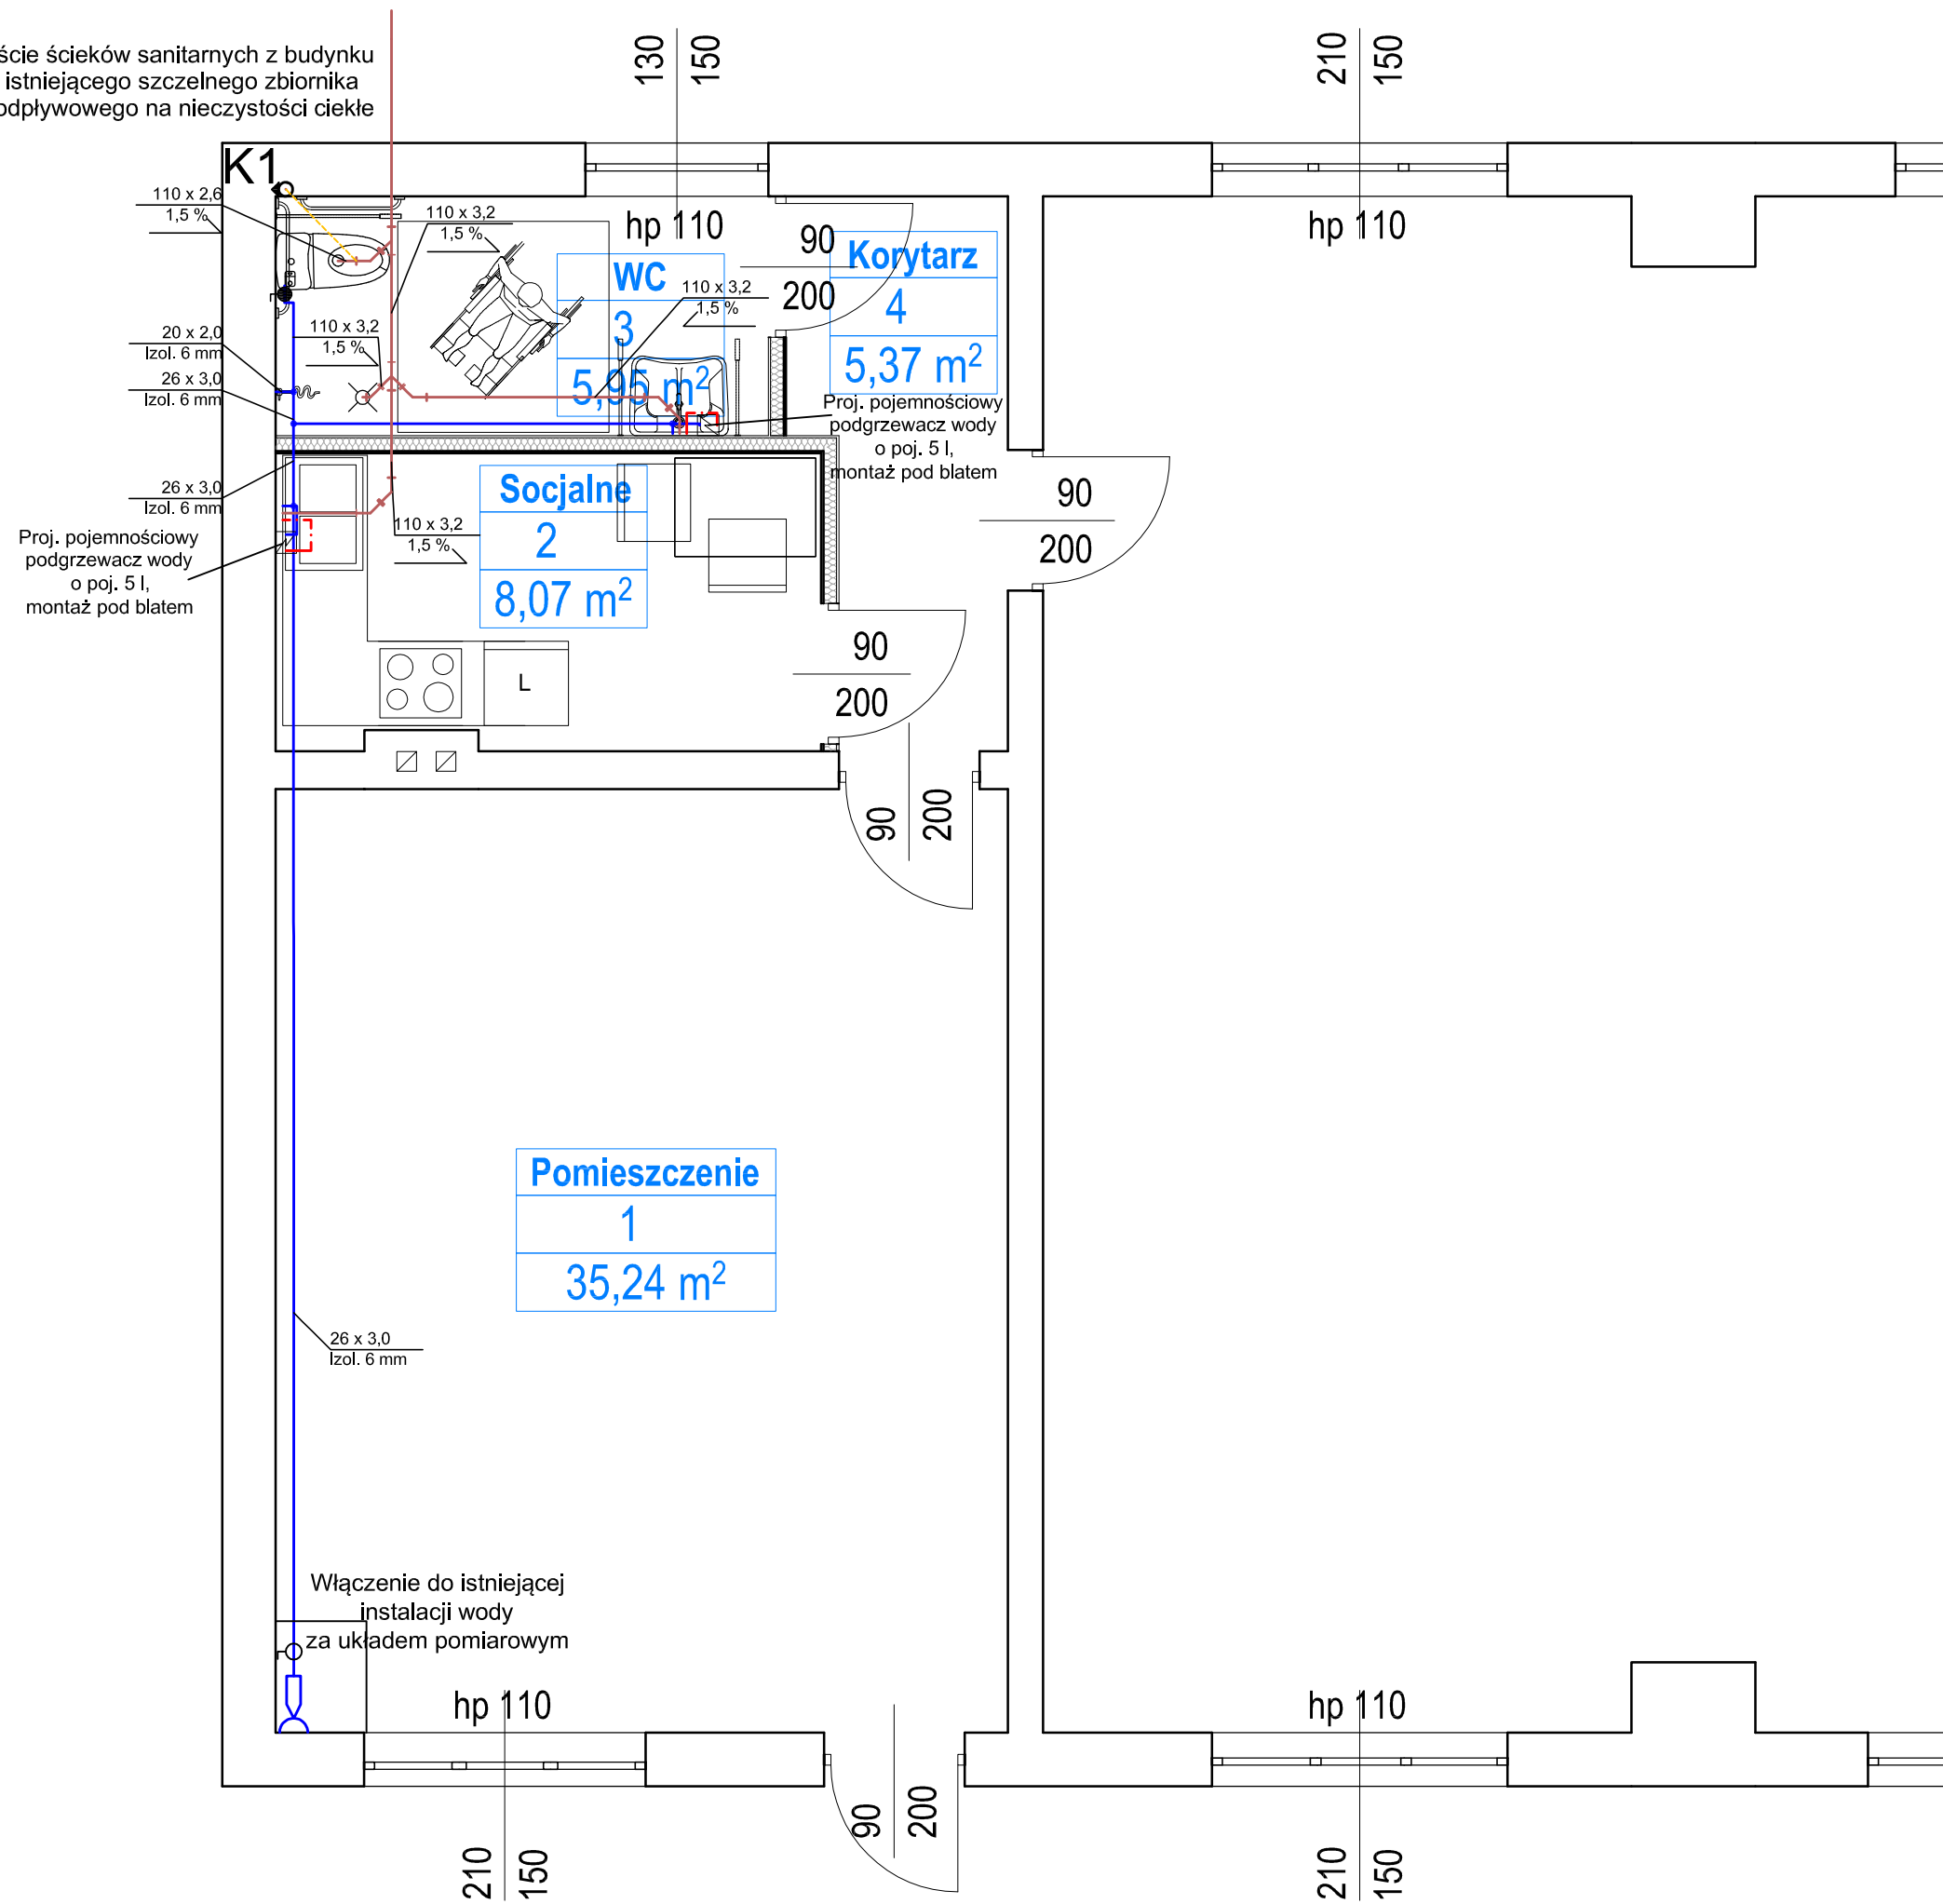 ście ścieków sanitarnych z budynku
istniejącego szczelnego zbiornika
odpływowego na nieczystości ciekłe
130
150
210
150
K1
110 x 2,6
1,5 %
110 x 3,2
1,5 %
hp 110
hp 110
90
200
WC
3
5,95 m²
Korytarz
4
5,37 m²
110 x 3,2
1,5 %
110 x 3,2
1,5 %
20 x 2,0
Izol. 6 mm
26 x 3,0
Izol. 6 mm
Proj. pojemnościowy
podgrzewacz wody
o poj. 5 l,
montaż pod blatem
26 x 3,0
Izol. 6 mm
Proj. pojemnościowy
podgrzewacz wody
o poj. 5 l,
montaż pod blatem
110 x 3,2
1,5 %
Socjalne
2
8,07 m²
90
200
90
200
L
90
200
Pomieszczenie
1
35,24 m²
26 x 3,0
Izol. 6 mm
Włączenie do istniejącej
instalacji wody
za układem pomiarowym
hp 110
hp 110
90
200
210
150
210
150